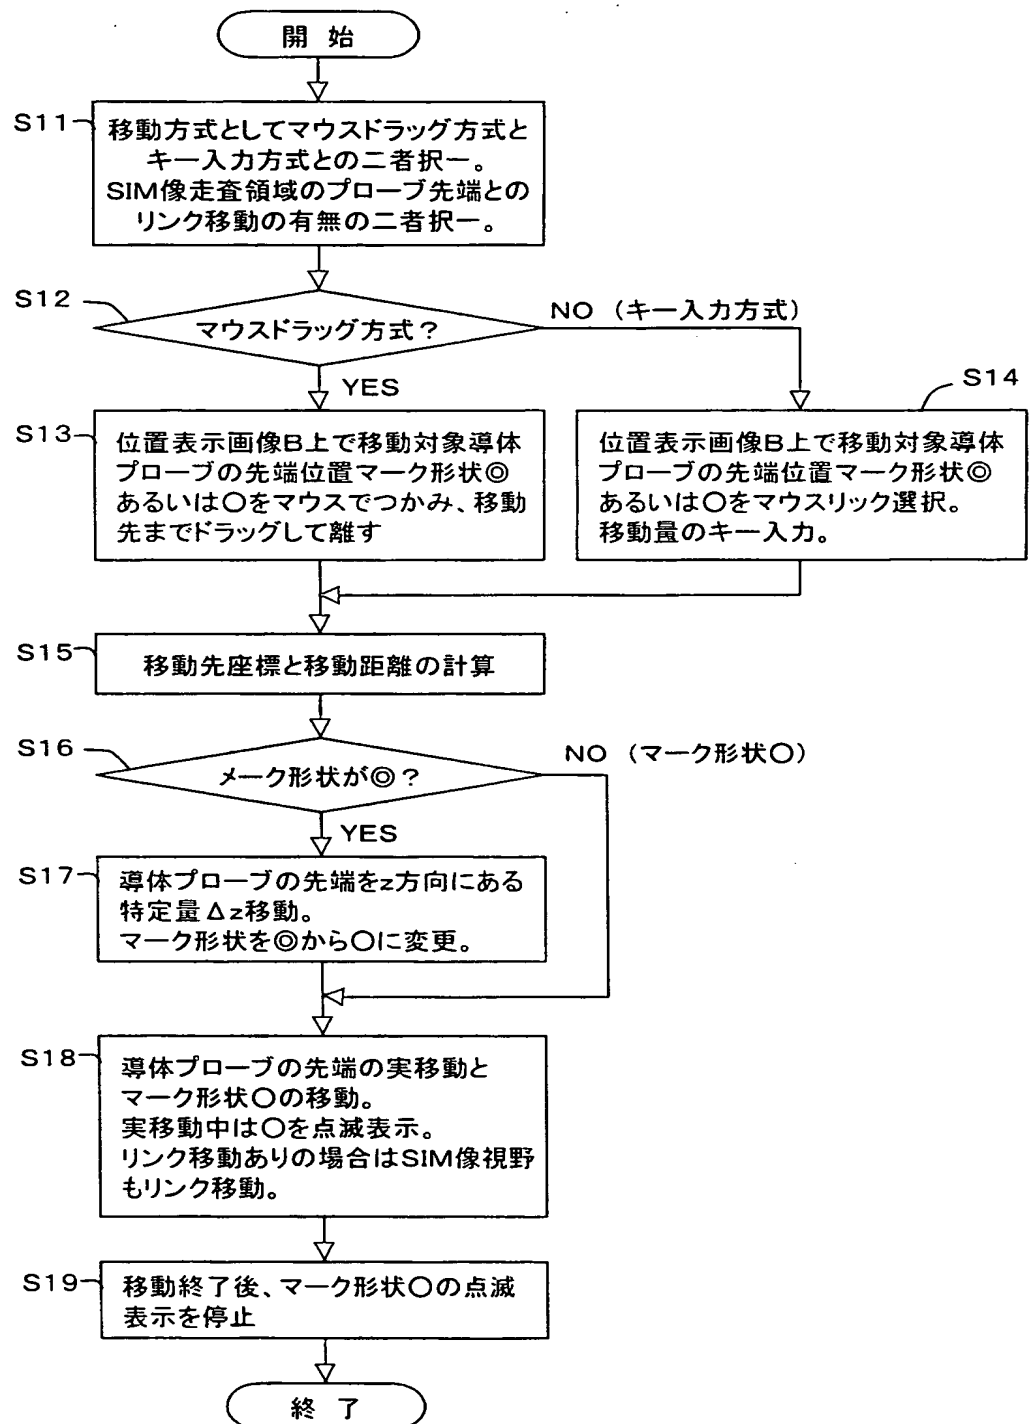 開 始
S11
移動方式としてマウスドラッグ方式と
キー入力方式との二者択一。
SIM像走査領域のプローブ先端との
リンク移動の有無の二者択一。
S12
マウスドラッグ方式？
NO （キー入力方式）
YES
S13
位置表示画像B上で移動対象導体
プローブの先端位置マーク形状◎
あるいは○をマウスでつかみ、移動
先までドラッグして離す
S14
位置表示画像B上で移動対象導体
プローブの先端位置マーク形状◎
あるいは○をマウスリック選択。
移動量のキー入力。
S15
移動先座標と移動距離の計算
S16
メーク形状が◎？
NO （マーク形状○）
YES
S17
導体プローブの先端をz方向にある
特定量Δz移動。
マーク形状を◎から○に変更。
S18
導体プローブの先端の実移動と
マーク形状○の移動。
実移動中は○を点滅表示。
リンク移動ありの場合はSIM像視野
もリンク移動。
S19
移動終了後、マーク形状○の点滅
表示を停止
終 了